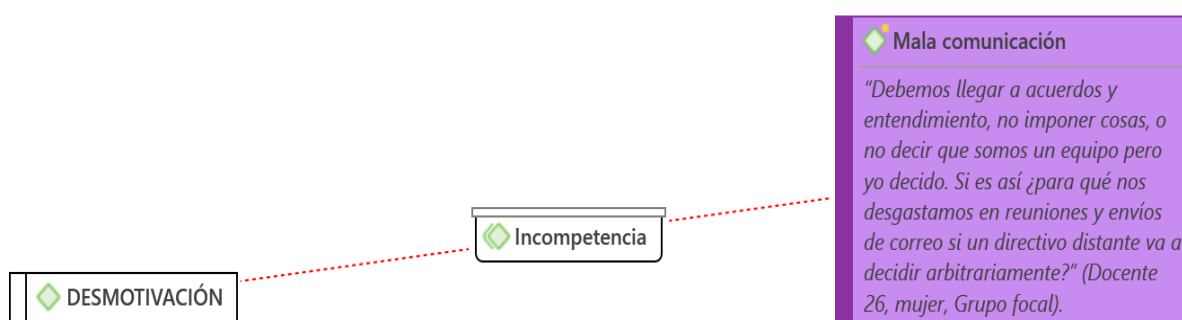 Mala comunicación
“Debemos llegar a acuerdos y
entendimiento, no imponer cosas, o
no decir que somos un equipo pero
yo decido. Si es así ¿para qué nos
desgastamos en reuniones y envíos
de correo si un directivo distante va a
decidir arbitrariamente?” (Docente
26, mujer, Grupo focal).
Incompetencia
DESMOTIVACIÓN